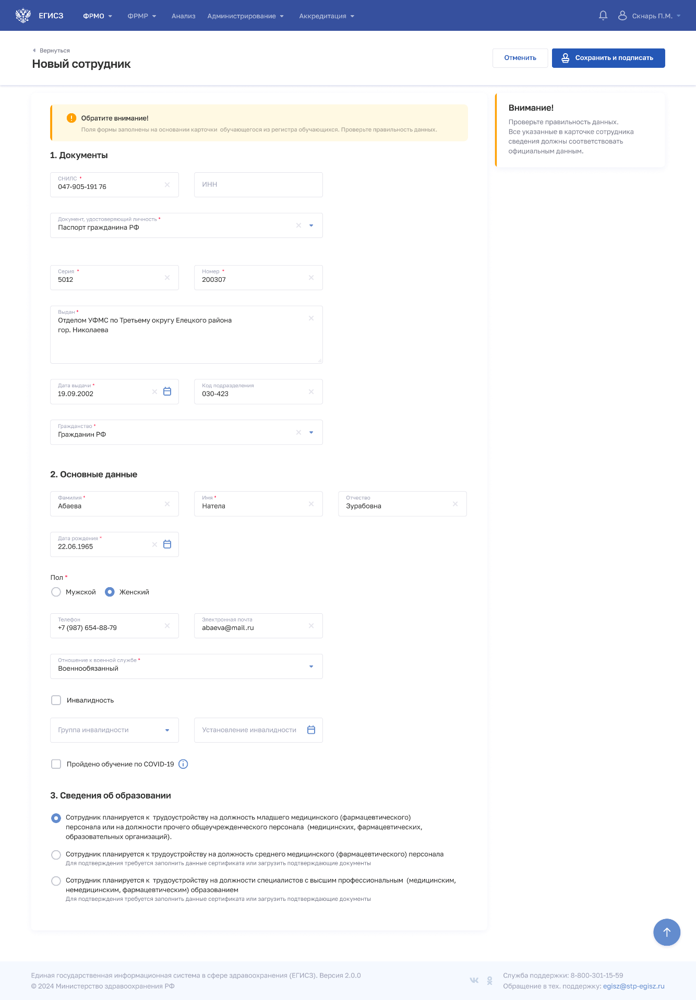 ЕГИСЗ
ФРМО
ФРМР
Анализ
Администрирование
Аккредитация
Скнарь П.М.
Вернуться
Новый сотрудник
Отменить
Сохранить и подписать
Обратите внимание!
Поля формы заполнены на основании карточки обучающегося из регистра обучающихся. Проверьте правильность данных.
Внимание!
Проверьте правильность данных.
Все указанные в карточке сотрудника
сведения должны соответствовать
официальным данным.
1. Документы
СНИЛС *
047-905-191 76
ИНН
Документ, удостоверяющий личность *
Паспорт гражданина РФ
Серия *
5012
Номер *
200307
Выдан *
Отделом УФМС по Третьему округу Елецкого района
гор. Николаева
Дата выдачи *
19.09.2002
Код подразделения
030-423
Гражданство *
Гражданин РФ
2. Основные данные
Фамилия *
Абаева
Имя *
Натела
Отчество
Зурабовна
Дата рождения *
22.06.1965
Пол *
Мужской
Женский
Телефон
+7 (987) 654-88-79
Электронная почта
abaeva@mail.ru
Отношение к военной службе *
Военнообязанный
Инвалидность
Группа инвалидности
Установление инвалидности
Пройдено обучение по COVID-19
3. Сведения об образовании
Сотрудник планируется к трудоустройству на должность младшего медицинского (фармацевтического)
персонала или на должности прочего общеучрежденческого персонала (медицинских, фармацевтических,
образовательных организаций).
Сотрудник планируется к трудоустройству на должность среднего медицинского (фармацевтического) персонала
Для подтверждения требуется заполнить данные сертификата или загрузить подтверждающие документы
Сотрудник планируется к трудоустройству на должности специалистов с высшим профессиональным (медицинским,
немедицинским, фармацевтическим) образованием
Для подтверждения требуется заполнить данные сертификата или загрузить подтверждающие документы
Единая государственная информационная система в сфере здравоохранения (ЕГИСЗ). Версия 2.0.0
© 2024 Министерство здравоохранения РФ
Служба поддержки: 8-800-301-15-59
Обращение в тех. поддержку: egisz@stp-egisz.ru